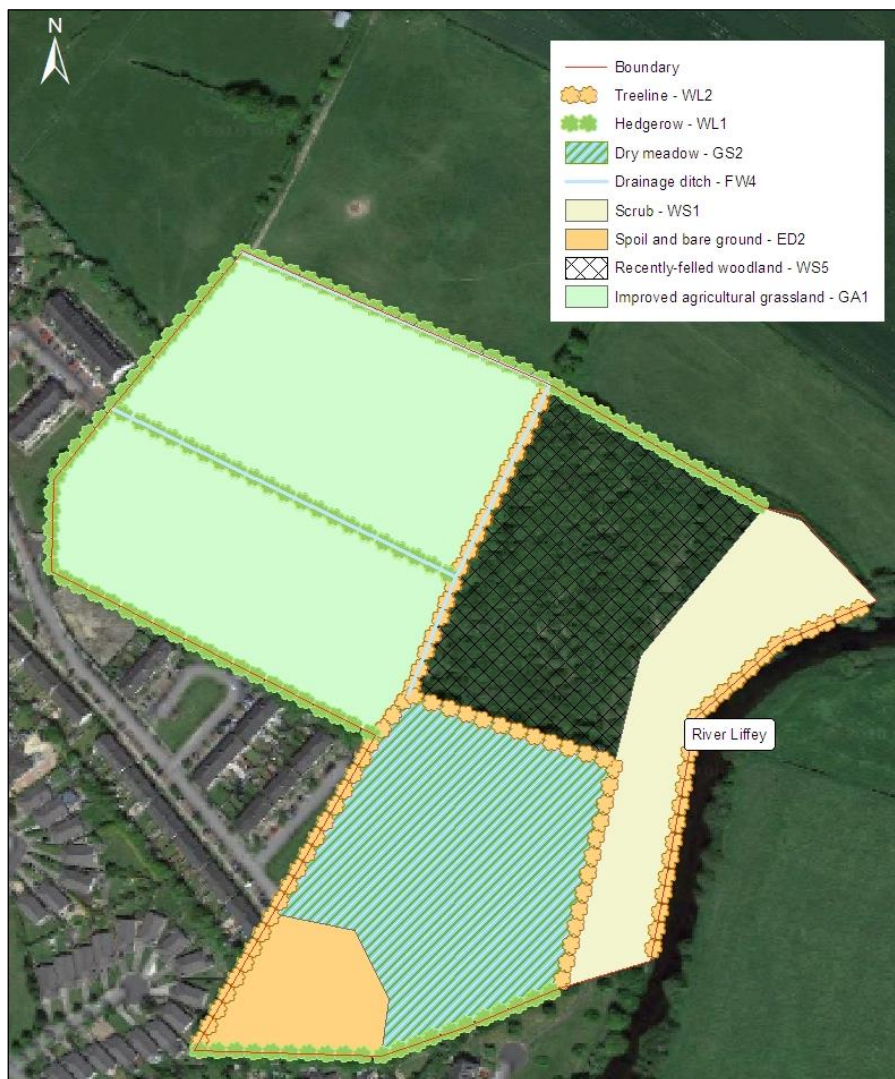 N
Boundary
Treeline - WL2
Hedgerow - WL1
Dry meadow - GS2
Drainage ditch - FW4
Scrub - WS1
Spoil and bare ground - ED2
Recently-felled woodland - WS5
Improved agricultural grassland - GA1
River Liffey